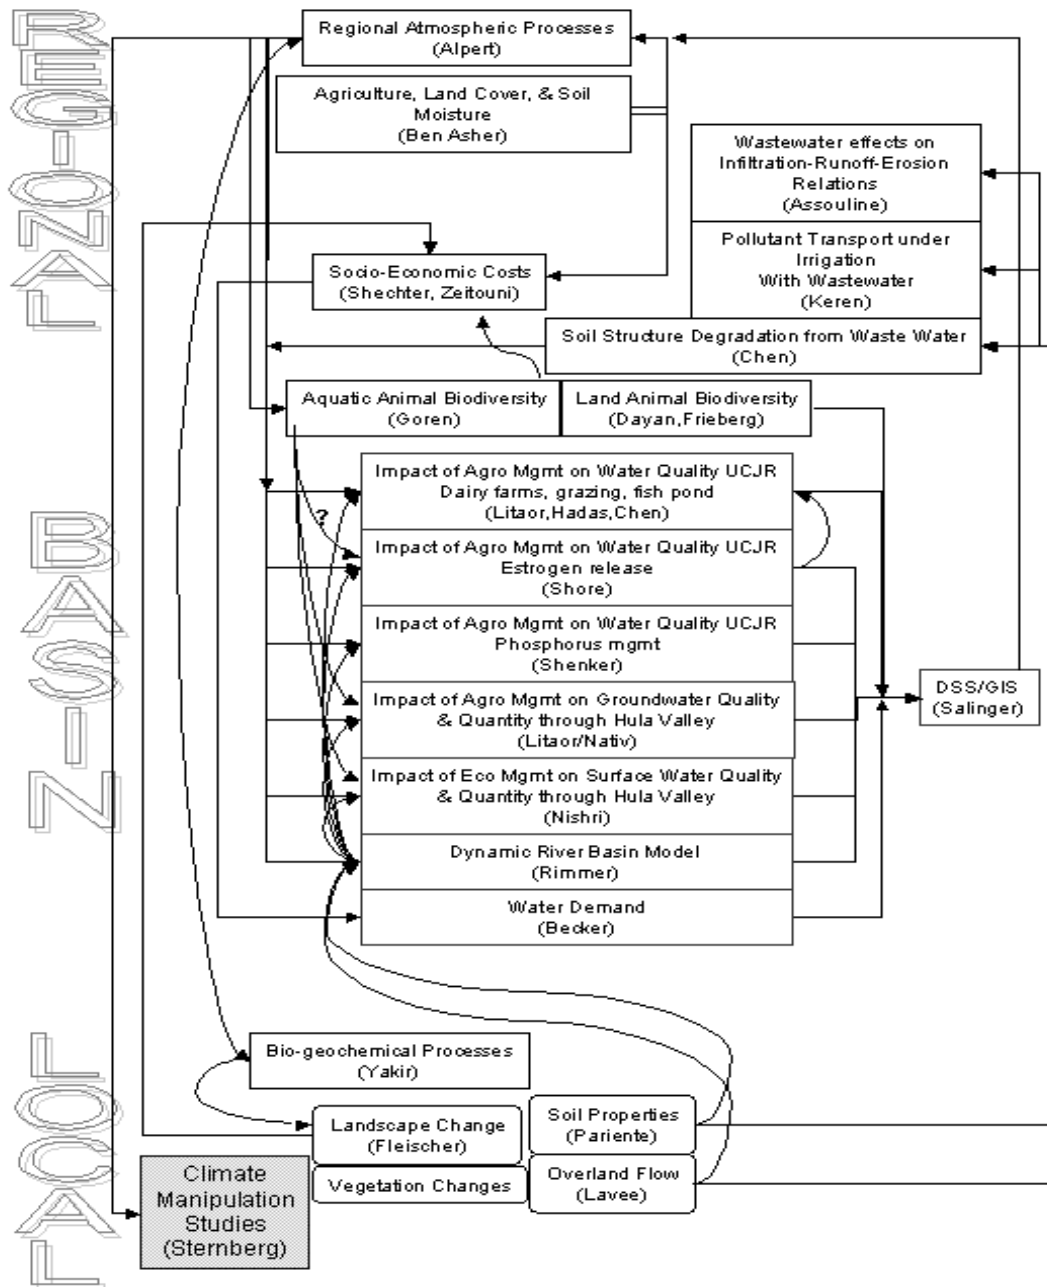 REGIONAL
Regional Atmospheric Processes
(Alpert)
Agriculture, Land Cover, & Soil
Moisture
(Ben Asher)
Wastewater effects on
Infiltration-Runoff-Erosion
Relations
(Assouline)
Pollutant Transport under
Irrigation
With Wastewater
(Keren)
Socio-Economic Costs
(Shechter, Zeitouni)
Soil Structure Degradation from Waste Water
(Chen)
Aquatic Animal Biodiversity
(Goren)
Land Animal Biodiversity
(Dayan,Frieberg)
BASIN
Impact of Agro Mgmt on Water Quality UCJR
Dairy farms, grazing, fish pond
(Litaor,Hadas,Chen)
?
Impact of Agro Mgmt on Water Quality UCJR
Estrogen release
(Shore)
Impact of Agro Mgmt on Water Quality UCJR
Phosphorus mgmt
(Shenker)
Impact of Agro Mgmt on Groundwater Quality
& Quantity through Hula Valley
(Litaor/Nativ)
DSS/GIS
(Salinger)
Impact of Eco Mgmt on Surface Water Quality
& Quantity through Hula Valley
(Nishri)
Dynamic River Basin Model
(Rimmer)
Water Demand
(Becker)
LOCAL
Bio-geochemical Processes
(Yakir)
Landscape Change
(Fleischer)
Soil Properties
(Pariente)
Vegetation Changes
Overland Flow
(Lavee)
Climate
Manipulation
Studies
(Sternberg)